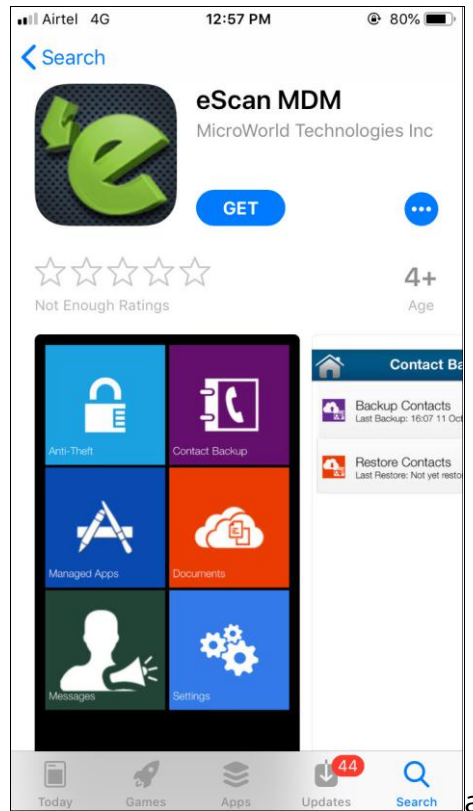 Airtel 4G 12:57 PM 80%
Search
eScan MDM
MicroWorld Technologies Inc
GET
4+
Not Enough Ratings Age
Contact Ba
Backup Contacts
Last Backup: 16:07 11 Oct
Restore Contacts
Last Restore: Not yet resto
Anti-Theft Contact Backup
Managed Apps Documents
Messages Settings
44
Today Games Apps Updates Search
a